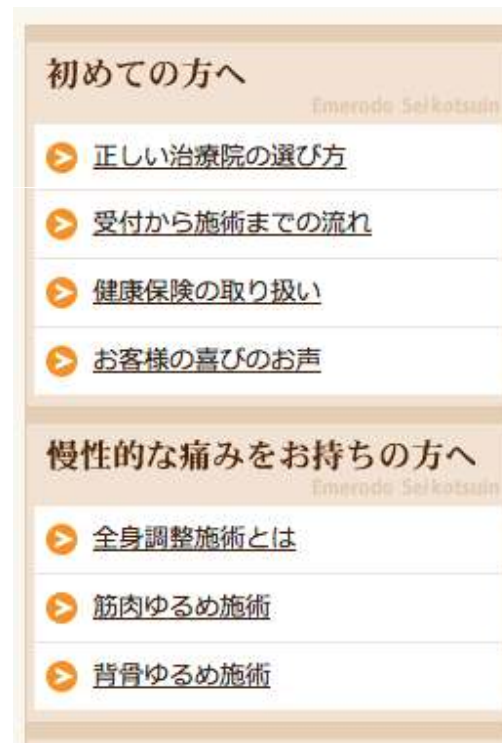 初めての方へ
Emerodo Seikotsuin
正しい治療院の選び方
受付から施術までの流れ
健康保険の取り扱い
お客様の喜びのお声
慢性的な痛みをお持ちの方へ
Emerodo Seikotsuin
全身調整施術とは
筋肉ゆるめ施術
背骨ゆるめ施術